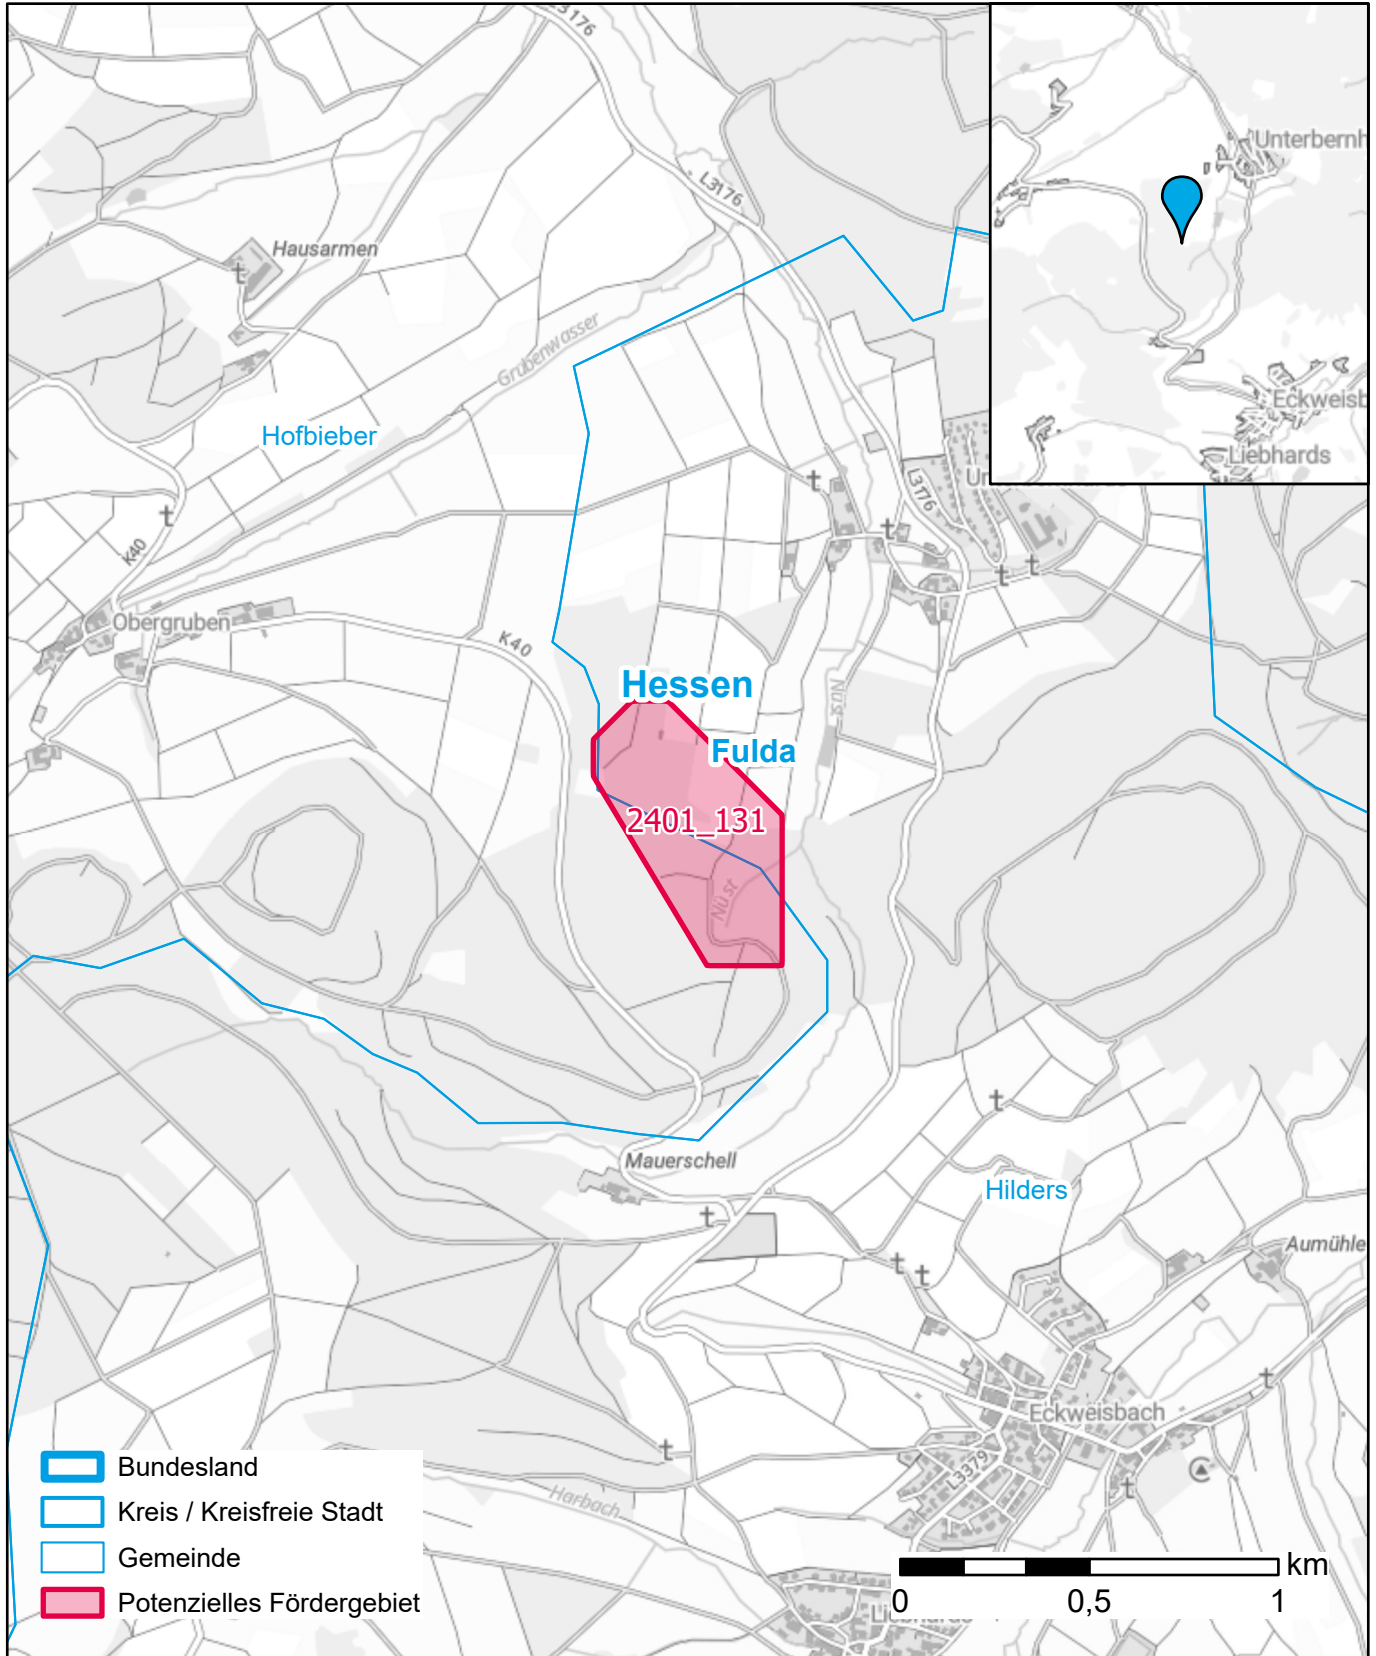 L3176
Unterbernh
Hausarmen
L3176
Grubenwasser
Eckweisb
Hofbieber
Liebhards
L3176
K40
Obergruben
K40
Hessen
Nüst
Fulda
2401_131
Nüst
Mauerschell
Hilders
Aumühle
Eckweisbach
Bundesland
L3379
Harbach
Kreis / Kreisfreie Stadt
Gemeinde
km
Potenzielles Fördergebiet
0 0,5 1
Liebhards